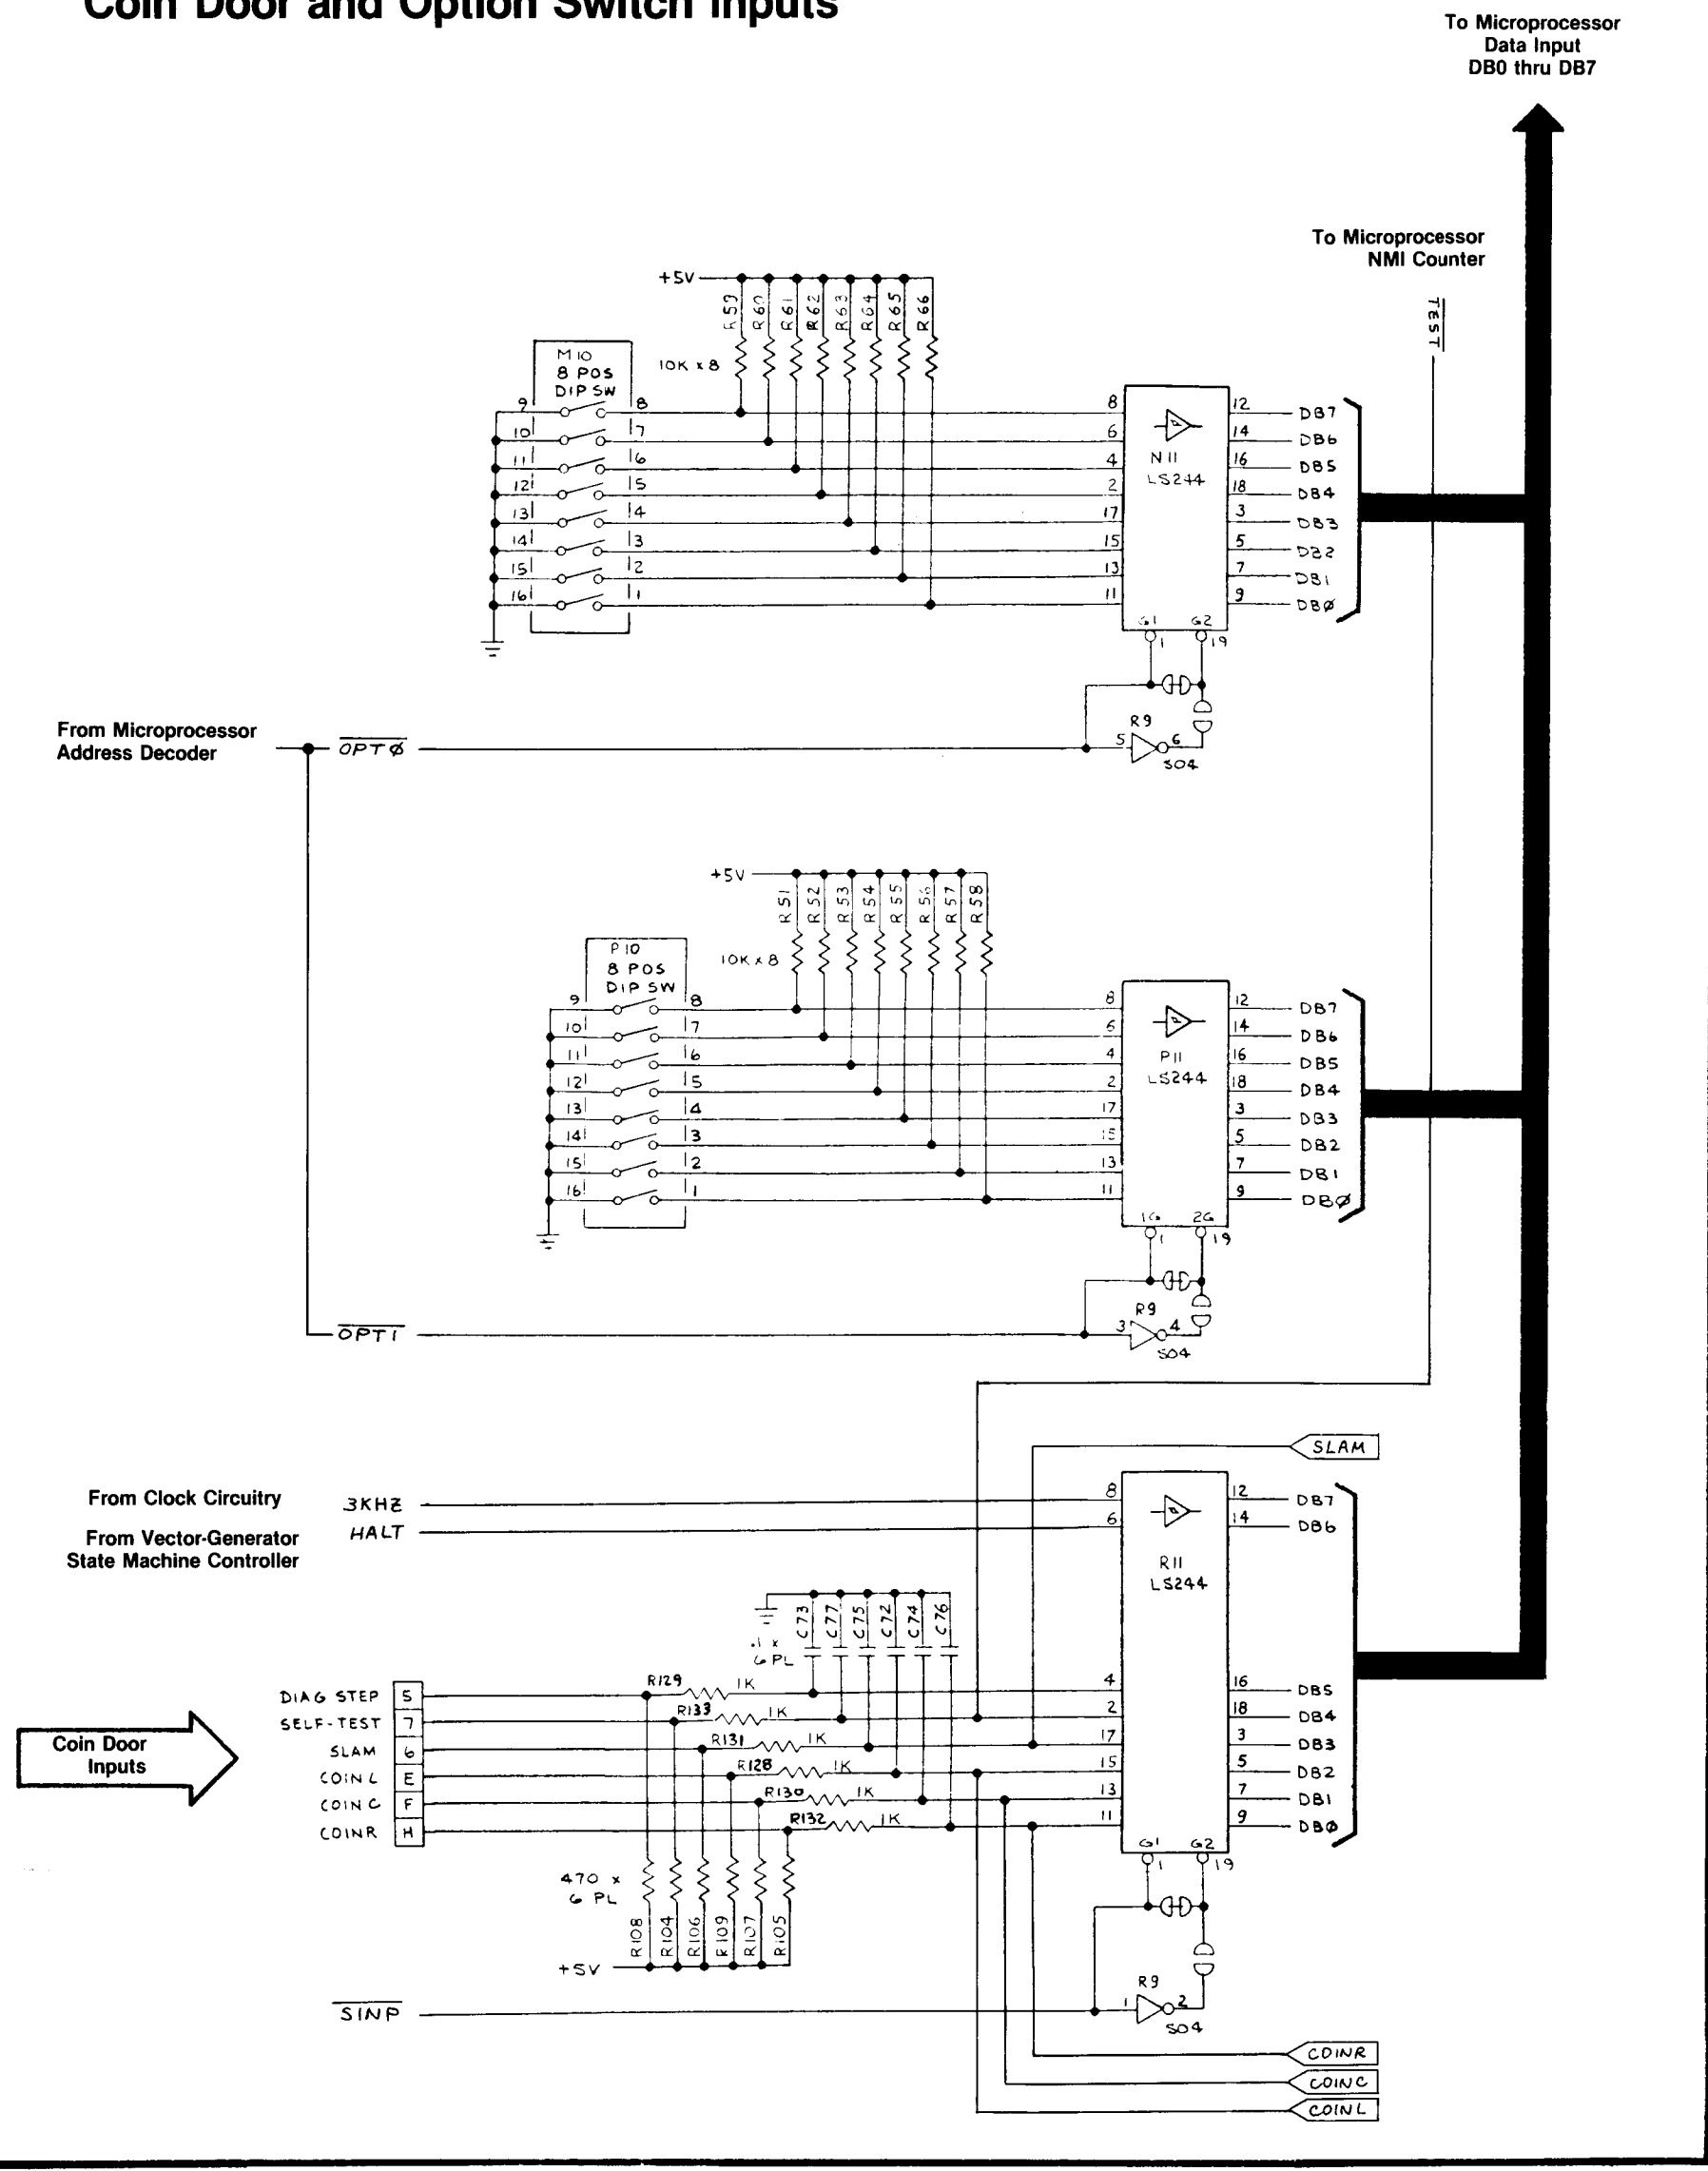 Coin Door and Option Switch Inputs
To Microprocessor
Data Input
DB0 thru DB7
To Microprocessor
NMI Counter
TEST
+5V
R59
R60
R61
R62
R63
R64
R65
R66
10K x 8
M10
8 POS
DIP SW
9 8
10 7
11 6
12 5
13 4
14 3
15 2
16 1
N11
LS244
8 12 DB7
6 14 DB6
4 16 DB5
2 18 DB4
17 3 DB3
15 5 DB2
13 7 DB1
11 9 DBØ
G1 G2
1 19
From Microprocessor
Address Decoder
OPTØ
R9
5 6
S04
+5V
R51
R52
R53
R54
R55
R56
R57
R58
10K x 8
P10
8 POS
DIP SW
9 8
10 7
11 6
12 5
13 4
14 3
15 2
16 1
P11
LS244
8 12 DB7
6 14 DB6
4 16 DB5
2 18 DB4
17 3 DB3
15 5 DB2
13 7 DB1
11 9 DBØ
1G 2G
1 19
OPT1
R9
3 4
S04
SLAM
From Clock Circuitry
3KHZ
8 12 DB7
From Vector-Generator
State Machine Controller
HALT
6 14 DB6
R11
LS244
C73
C77
C75
C72
C74
C76
.1 x
6 PL
Coin Door
Inputs
DIAG STEP 5 R129 1K 4 16 DB5
SELF-TEST 7 R133 1K 2 18 DB4
SLAM 6 R131 1K 17 3 DB3
COIN L E R128 1K 15 5 DB2
COIN C F R130 1K 13 7 DB1
COINR H R132 1K 11 9 DBØ
G1 G2
1 19
470 x
6 PL
R108
R104
R106
R109
R107
R105
+5V
SINP
R9
1 2
S04
COINR
COINC
COINL